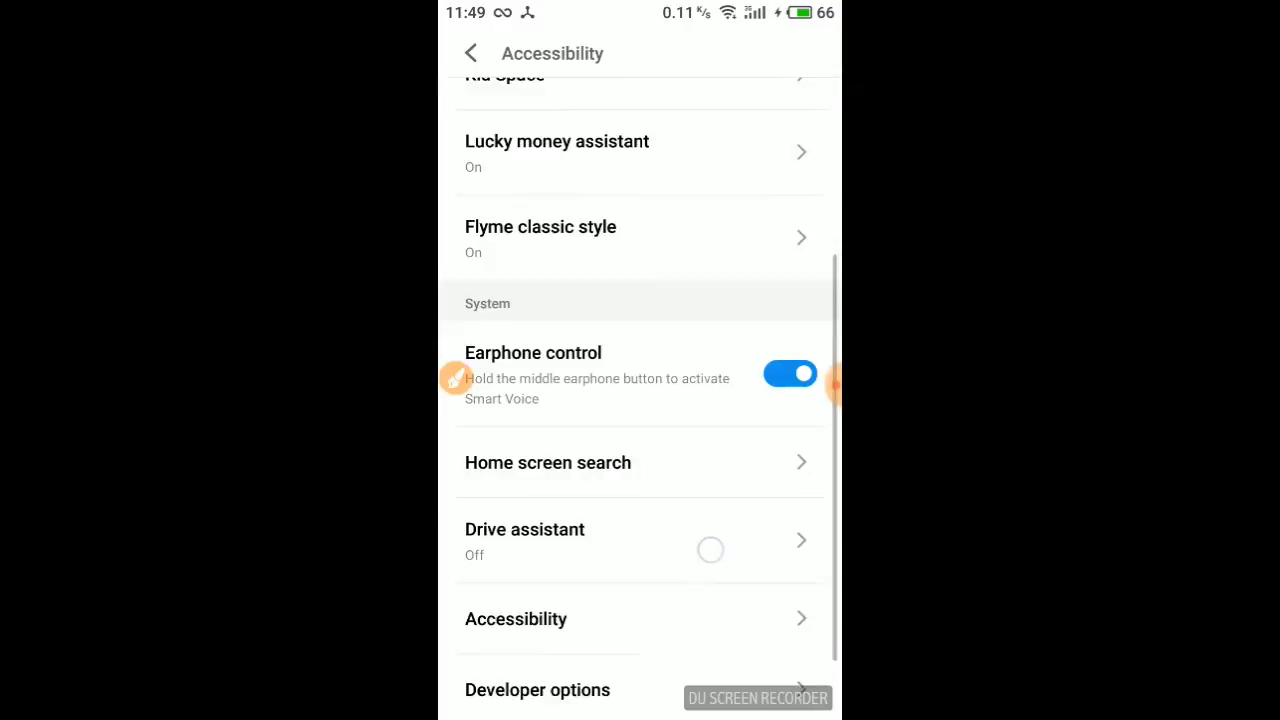 11:49
0.11 K/s
3G
66
Accessibility
Kid Space
Lucky money assistant
On
Flyme classic style
On
System
Earphone control
Hold the middle earphone button to activate
Smart Voice
Home screen search
Drive assistant
Off
Accessibility
Developer options
DU SCREEN RECORDER